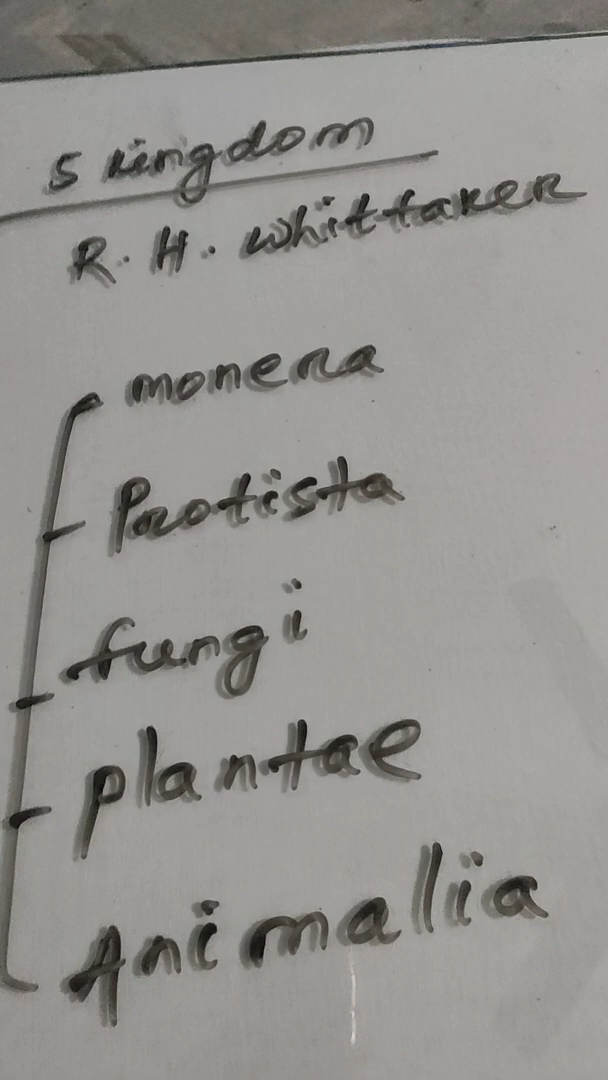 5 kingdom
R. H. Whittaker
monera
Protista
fungi
plantae
Animalia